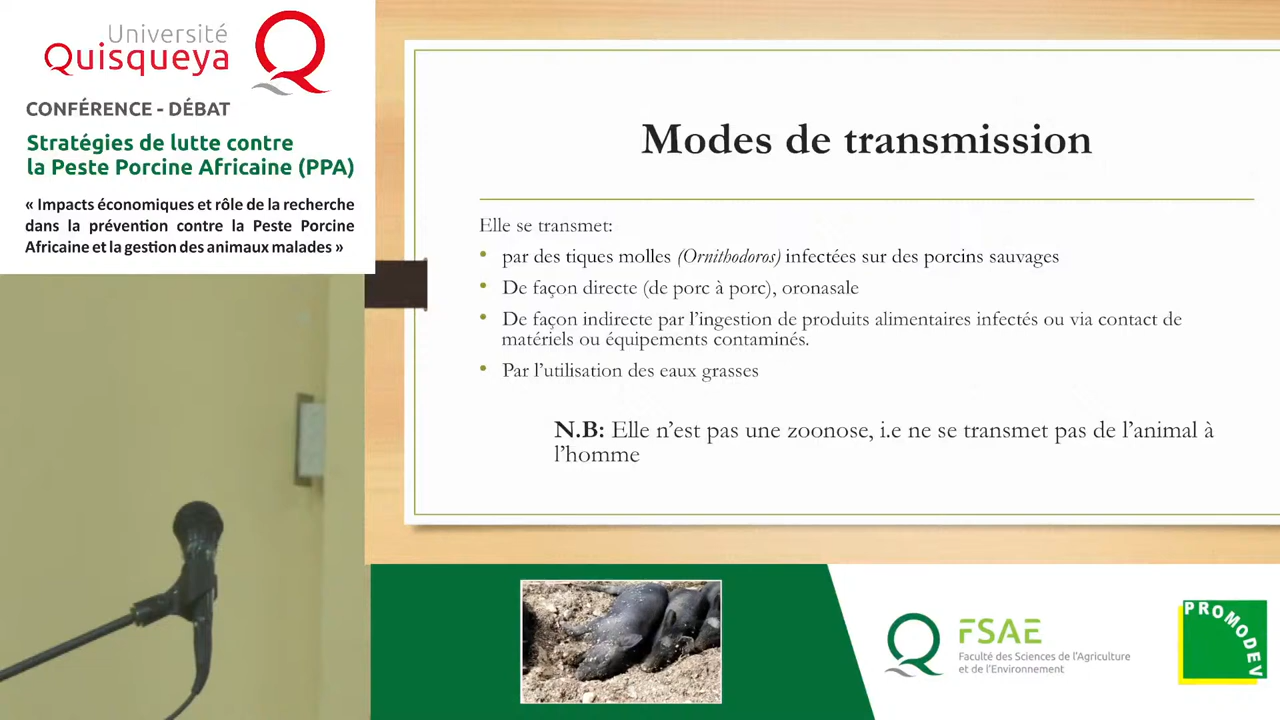 Université
Quisqueya
CONFÉRENCE - DÉBAT
Stratégies de lutte contre
la Peste Porcine Africaine (PPA)
« Impacts économiques et rôle de la recherche
dans la prévention contre la Peste Porcine
Africaine et la gestion des animaux malades »
Modes de transmission
Elle se transmet:
• par des tiques molles (Ornithodoros) infectées sur des porcins sauvages
• De façon directe (de porc à porc), oronasale
• De façon indirecte par l’ingestion de produits alimentaires infectés ou via contact de
matériels ou équipements contaminés.
• Par l’utilisation des eaux grasses
N.B: Elle n’est pas une zoonose, i.e ne se transmet pas de l’animal à
l’homme
FSAE
Faculté des Sciences de l’Agriculture
et de l’Environnement
PROMODEV